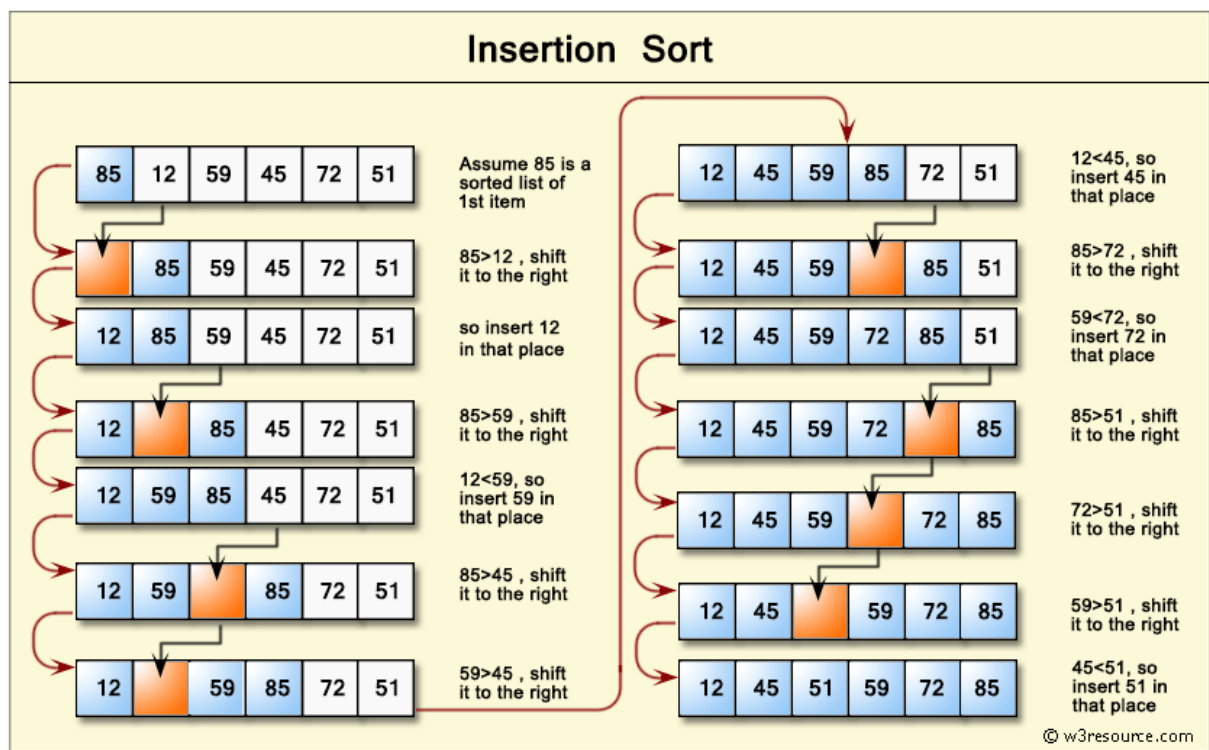 Insertion Sort
85 12 59 45 72 51
Assume 85 is a
sorted list of
1st item
85 59 45 72 51
85>12 , shift
it to the right
12 85 59 45 72 51
so insert 12
in that place
12 85 45 72 51
85>59 , shift
it to the right
12 59 85 45 72 51
12<59, so
insert 59 in
that place
12 59 85 72 51
85>45 , shift
it to the right
12 59 85 72 51
59>45 , shift
it to the right
12 45 59 85 72 51
12<45, so
insert 45 in
that place
12 45 59 85 51
85>72 , shift
it to the right
12 45 59 72 85 51
59<72, so
insert 72 in
that place
12 45 59 72 85
85>51 , shift
it to the right
12 45 59 72 85
72>51 , shift
it to the right
12 45 59 72 85
59>51 , shift
it to the right
12 45 51 59 72 85
45<51, so
insert 51 in
that place
© w3resource.com